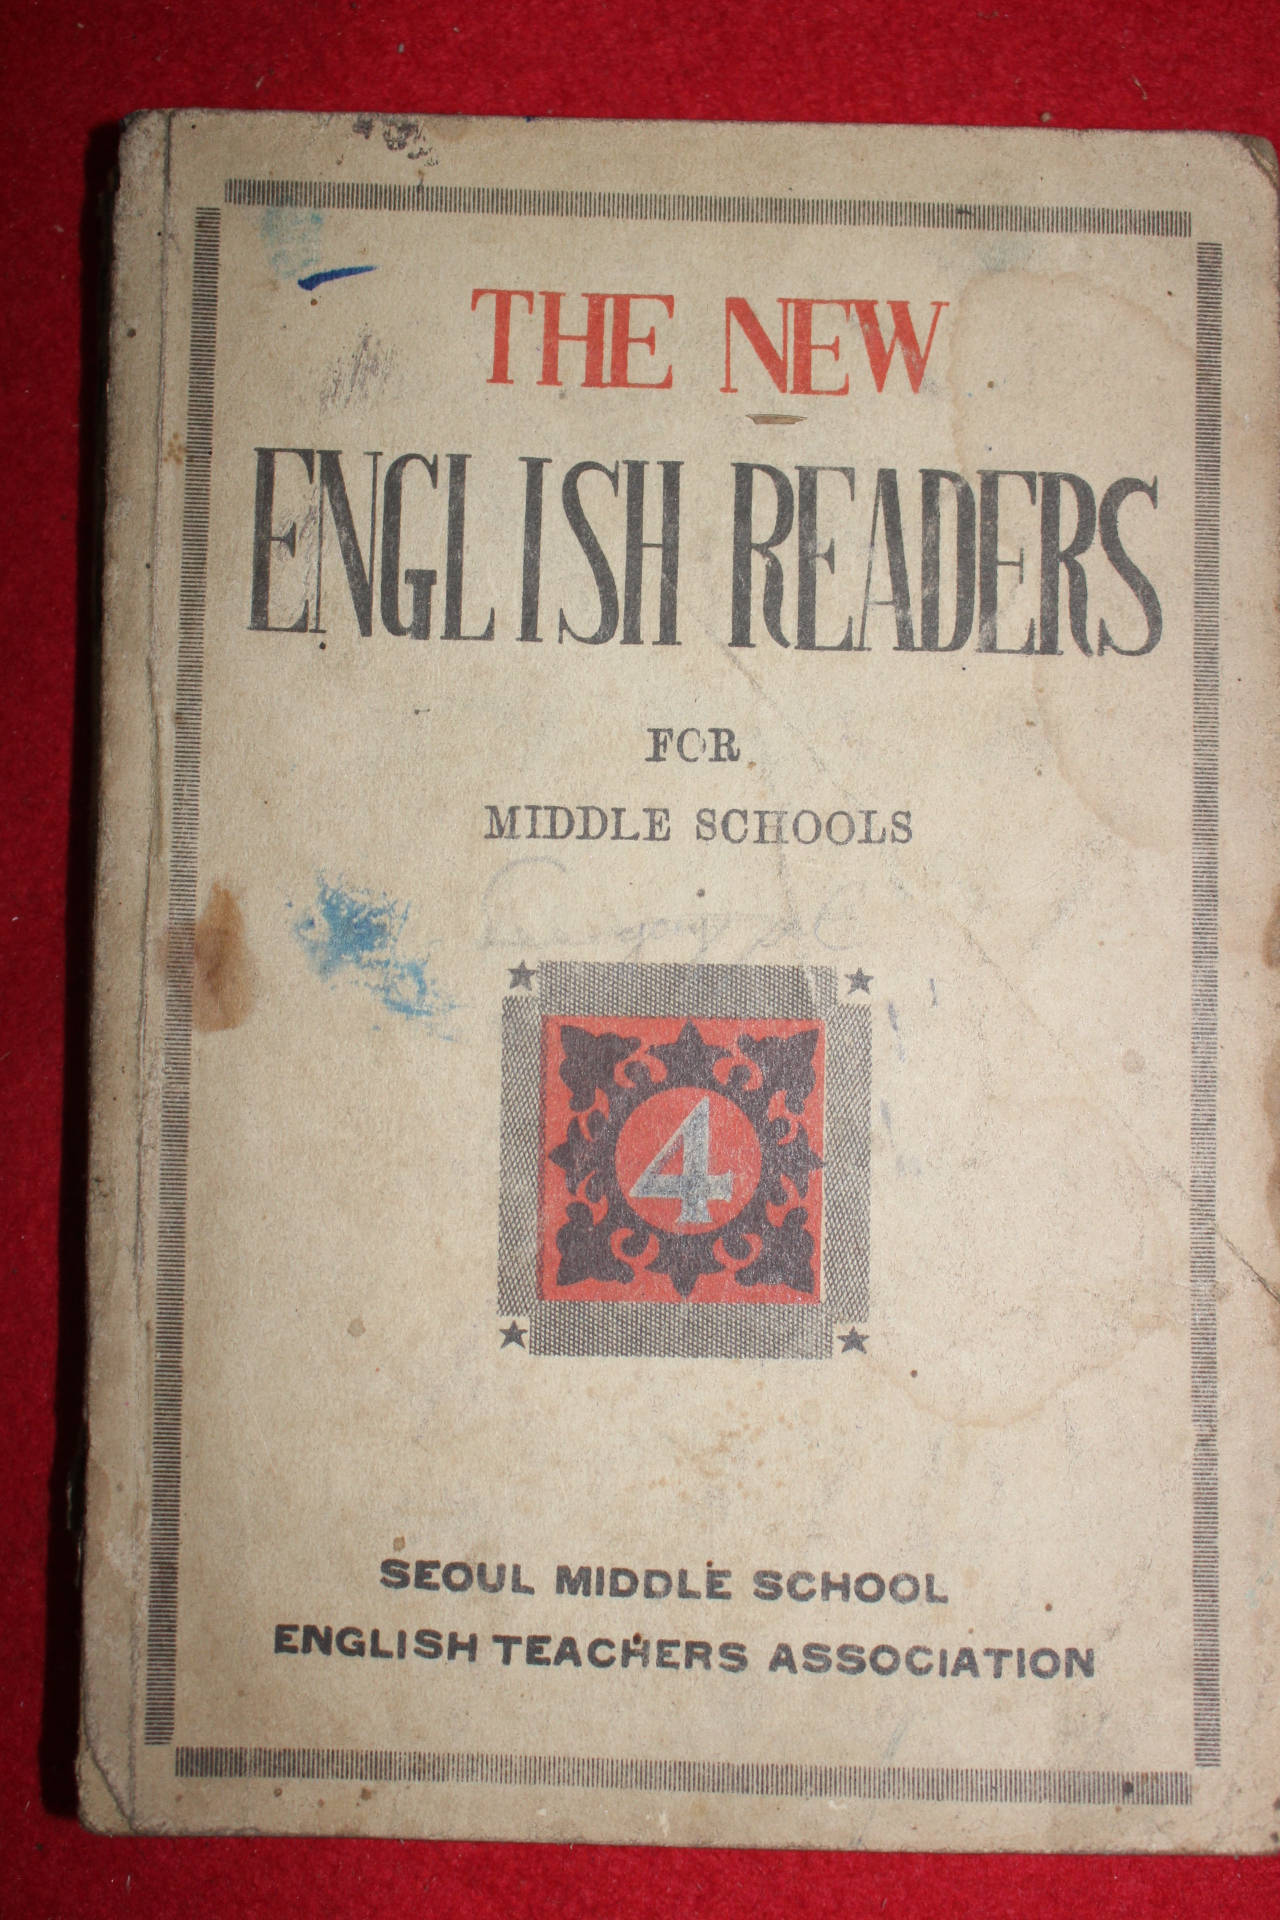 THE NEW
ENGLISH READERS
FOR
MIDDLE SCHOOLS
4
SEOUL MIDDLE SCHOOL
ENGLISH TEACHERS ASSOCIATION